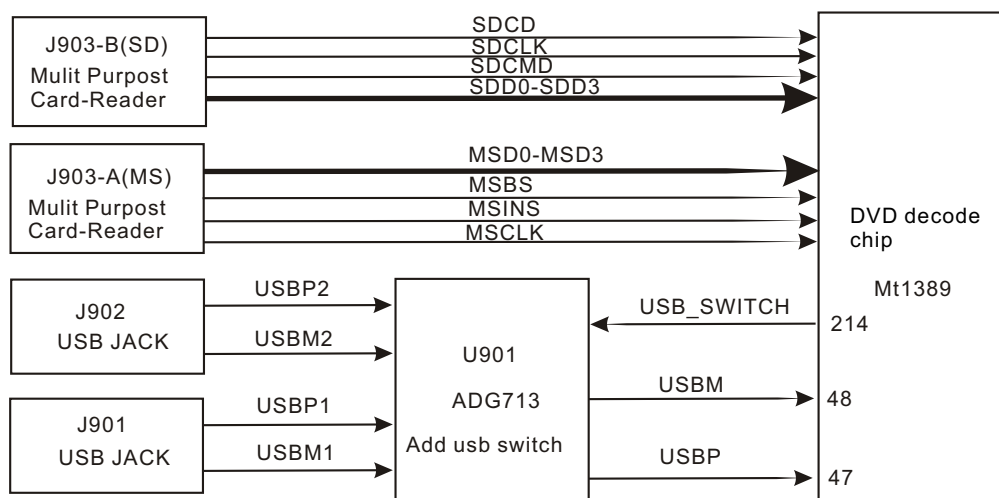 J903-B(SD)
Mulit Purpost
Card-Reader
SDCD
SDCLK
SDCMD
SDD0-SDD3
J903-A(MS)
Mulit Purpost
Card-Reader
MSD0-MSD3
MSBS
MSINS
MSCLK
DVD decode
chip
Mt1389
J902
USB JACK
USBP2
USBM2
J901
USB JACK
USBP1
USBM1
U901
ADG713
Add usb switch
USB_SWITCH
214
USBM
48
USBP
47